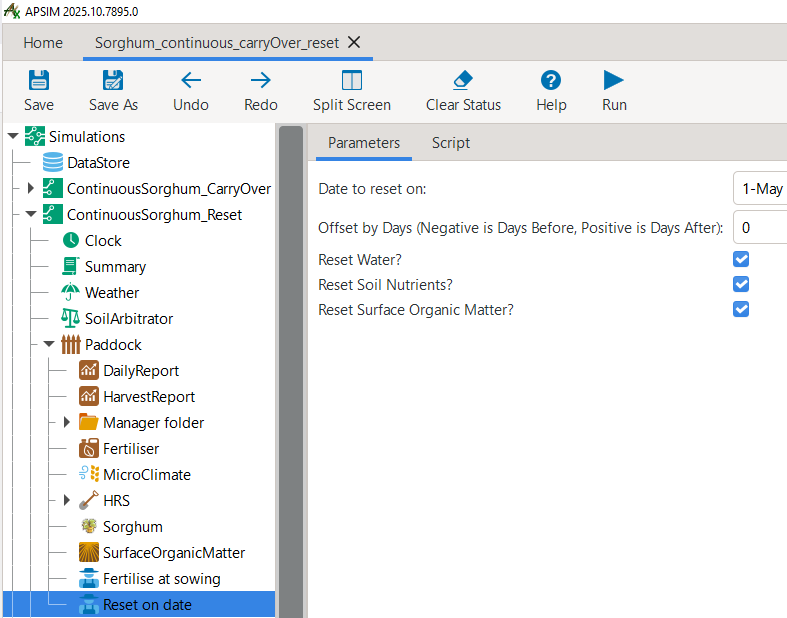 APSIM 2025.10.7895.0
Home
Sorghum_continuous_carryOver_reset
Save
Save As
Undo
Redo
Split Screen
Clear Status
Help
Run
Simulations
DataStore
ContinuousSorghum_CarryOver
ContinuousSorghum_Reset
Clock
Summary
Weather
SoilArbitrator
Paddock
DailyReport
HarvestReport
Manager folder
Fertiliser
MicroClimate
HRS
Sorghum
SurfaceOrganicMatter
Fertilise at sowing
Reset on date
Parameters
Script
Date to reset on: 1-May
Offset by Days (Negative is Days Before, Positive is Days After): 0
Reset Water?
Reset Soil Nutrients?
Reset Surface Organic Matter?